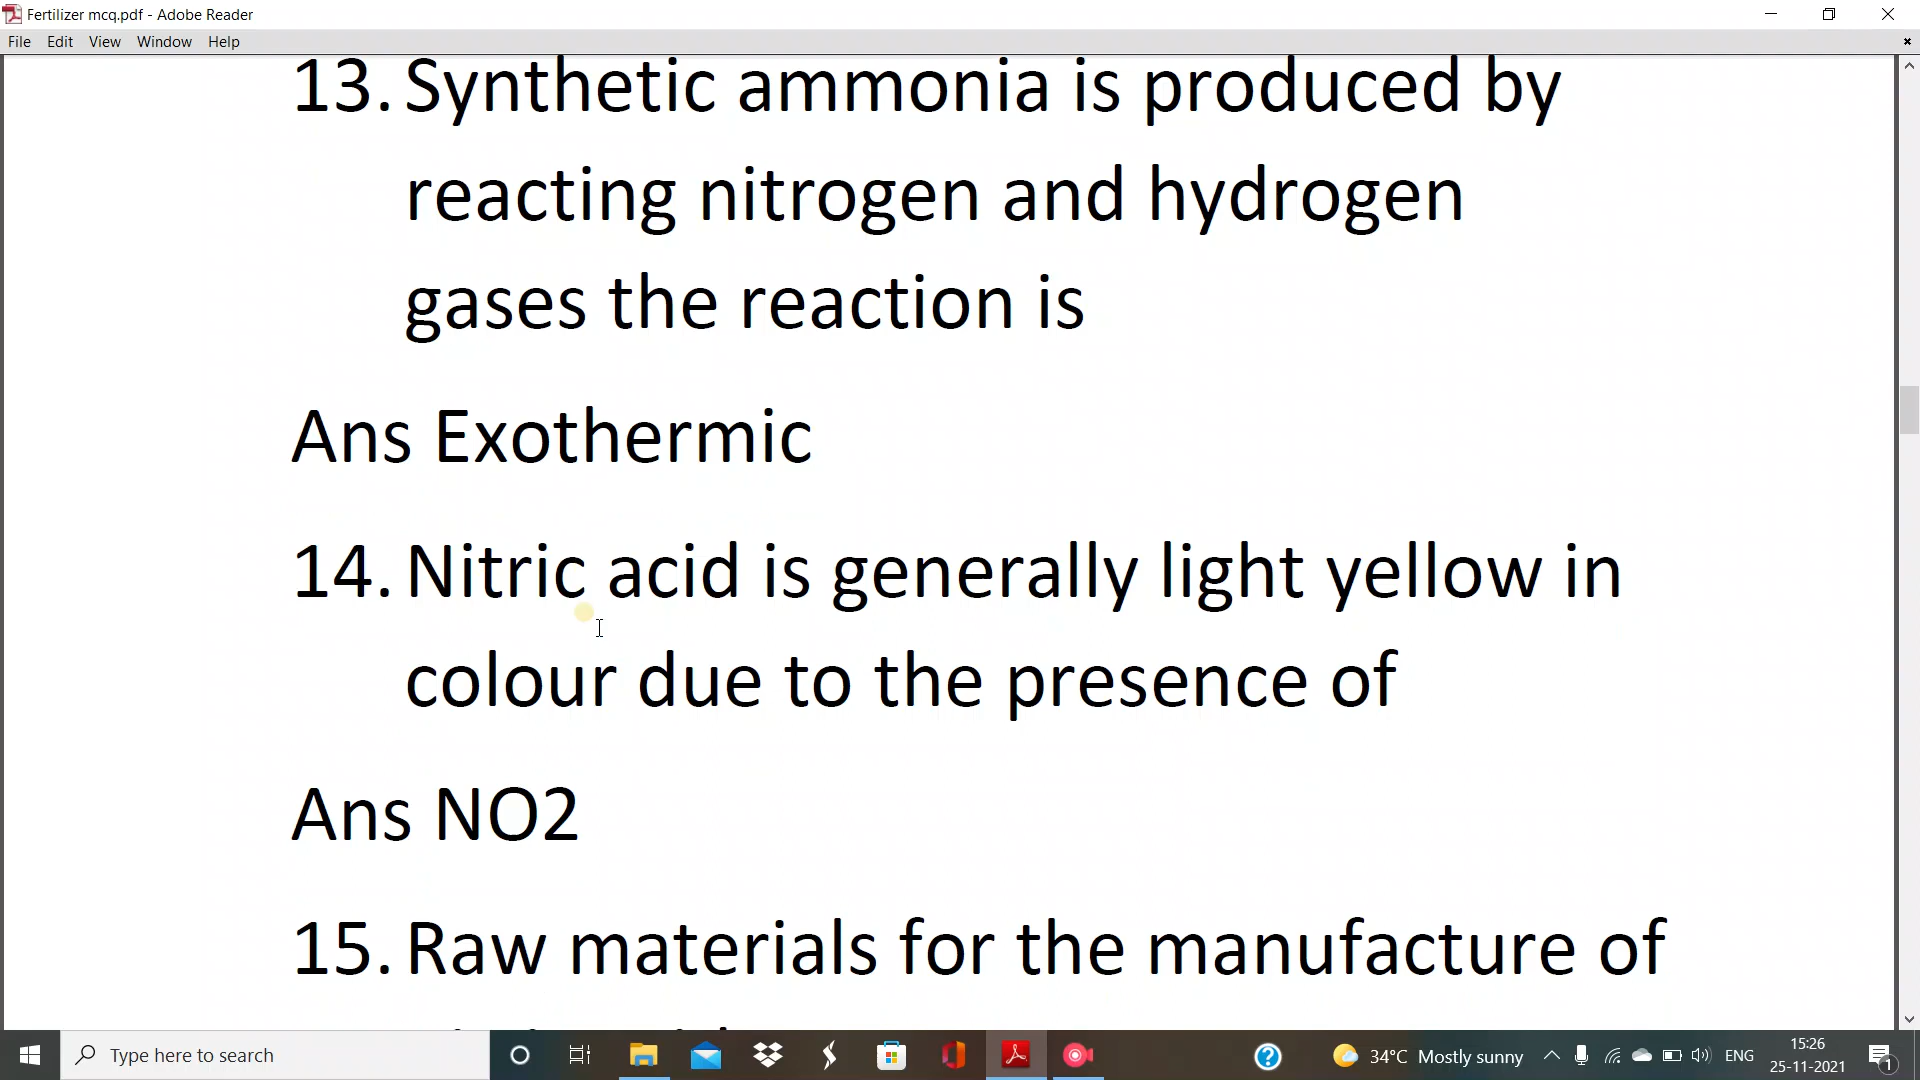 Fertilizer mcq.pdf - Adobe Reader
File Edit View Window Help
13. Synthetic ammonia is produced by
reacting nitrogen and hydrogen
gases the reaction is
Ans Exothermic
14. Nitric acid is generally light yellow in
colour due to the presence of
Ans NO2
15. Raw materials for the manufacture of
Type here to search
34°C Mostly sunny
ENG
15:26
25-11-2021
1